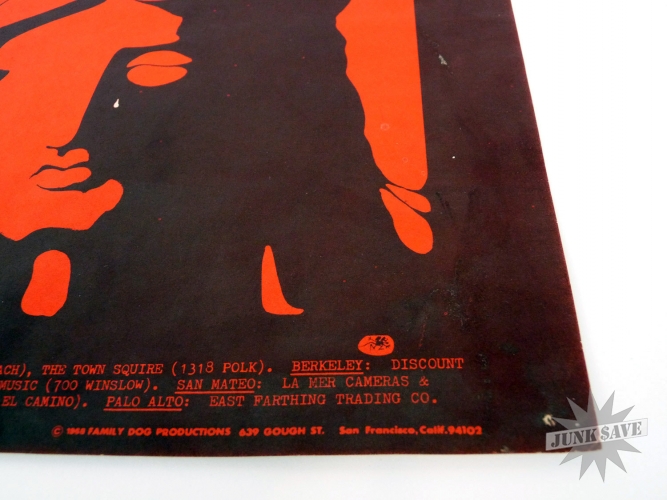 ACH), THE TOWN SQUIRE (1318 POLK). BERKELEY: DISCOUNT
MUSIC (700 WINSLOW). SAN MATEO: LA MER CAMERAS &
EL CAMINO). PALO ALTO: EAST FARTHING TRADING CO.
© 1968 FAMILY DOG PRODUCTIONS 639 GOUGH ST. San Francisco, Calif. 94102
JUNK SAVE